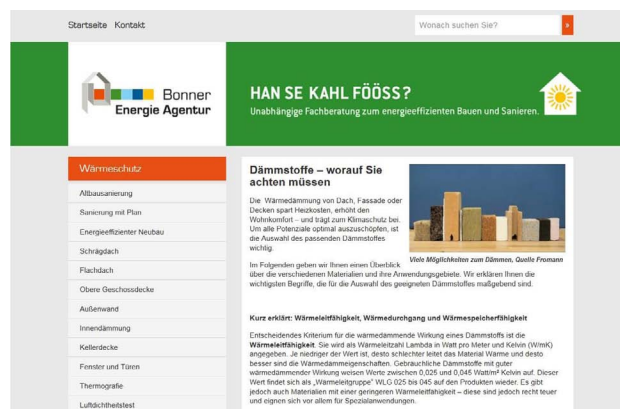 Startseite Kontakt
Wonach suchen Sie?
»
Bonner
Energie Agentur
HAN SE KAHL FÖÖSS?
Unabhängige Fachberatung zum energieeffizienten Bauen und Sanieren.
Wärmeschutz
Altbausanierung
Sanierung mit Plan
Energieeffizienter Neubau
Schrägdach
Flachdach
Obere Geschossdecke
Außenwand
Innendämmung
Kellerdecke
Fenster und Türen
Thermografie
Luftdichtheitstest
Dämmstoffe – worauf Sie
achten müssen
Die Wärmedämmung von Dach, Fassade oder
Decken spart Heizkosten, erhöht den
Wohnkomfort – und trägt zum Klimaschutz bei.
Um alle Potenziale optimal auszuschöpfen, ist
die Auswahl des passenden Dämmstoffes
wichtig.
Viele Möglichkeiten zum Dämmen, Quelle Fromann
Im Folgenden geben wir Ihnen einen Überblick
über die verschiedenen Materialien und ihre Anwendungsgebiete. Wir erklären Ihnen die
wichtigsten Begriffe, die für die Auswahl des geeigneten Dämmstoffes maßgebend sind.
Kurz erklärt: Wärmeleitfähigkeit, Wärmedurchgang und Wärmespeicherfähigkeit
Entscheidendes Kriterium für die wärmedämmende Wirkung eines Dämmstoffs ist die
Wärmeleitfähigkeit. Sie wird als Wärmeleitzahl Lambda in Watt pro Meter und Kelvin (W/mK)
angegeben. Je niedriger der Wert ist, desto schlechter leitet das Material Wärme und desto
besser sind die Wärmedämmeigenschaften. Gebräuchliche Dämmstoffe mit guter
wärmedämmender Wirkung weisen Werte zwischen 0,025 und 0,045 Watt/m² Kelvin auf. Dieser
Wert findet sich als „Wärmeleitgruppe“ WLG 025 bis 045 auf den Produkten wieder. Es gibt
jedoch auch Materialien mit einer geringeren Wärmeleitfähigkeit – diese sind jedoch recht teuer
und eignen sich vor allem für Spezialanwendungen.